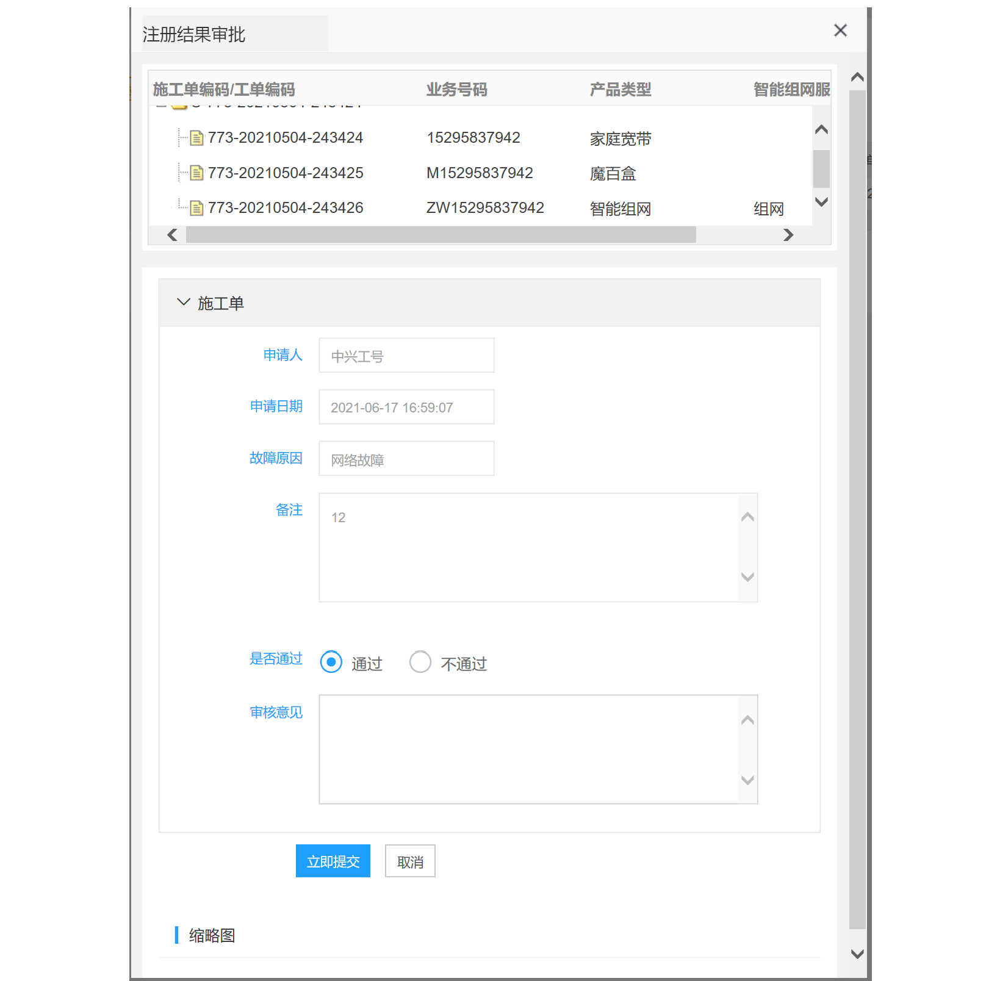 注册结果审批
施工单编码/工单编码 业务号码 产品类型 智能组网服
773-20210504-243424 15295837942 家庭宽带
773-20210504-243425 M15295837942 魔百盒
773-20210504-243426 ZW15295837942 智能组网 组网
施工单
申请人 中兴工号
申请日期 2021-06-17 16:59:07
故障原因 网络故障
备注 12
是否通过 通过 不通过
审核意见
立即提交 取消
缩略图